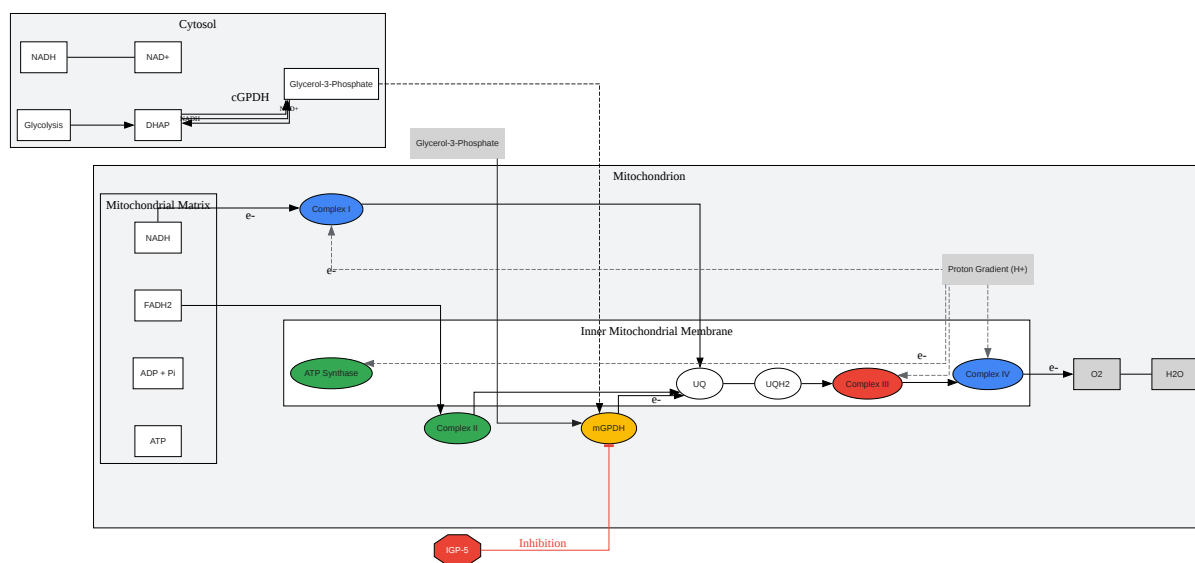 Cytosol
NADH
NAD+
Glycerol-3-Phosphate
cGPDH
NAD+
NADH
Glycolysis
DHAP
Glycerol-3-Phosphate
Mitochondrion
Mitochondrial Matrix
Complex I
e-
NADH
e-
Proton Gradient (H+)
FADH2
Inner Mitochondrial Membrane
e-
ADP + Pi
ATP Synthase
UQ
UQH2
Complex III
Complex IV
e-
O2
H2O
e-
Complex II
mGPDH
ATP
Inhibition
IGP-5